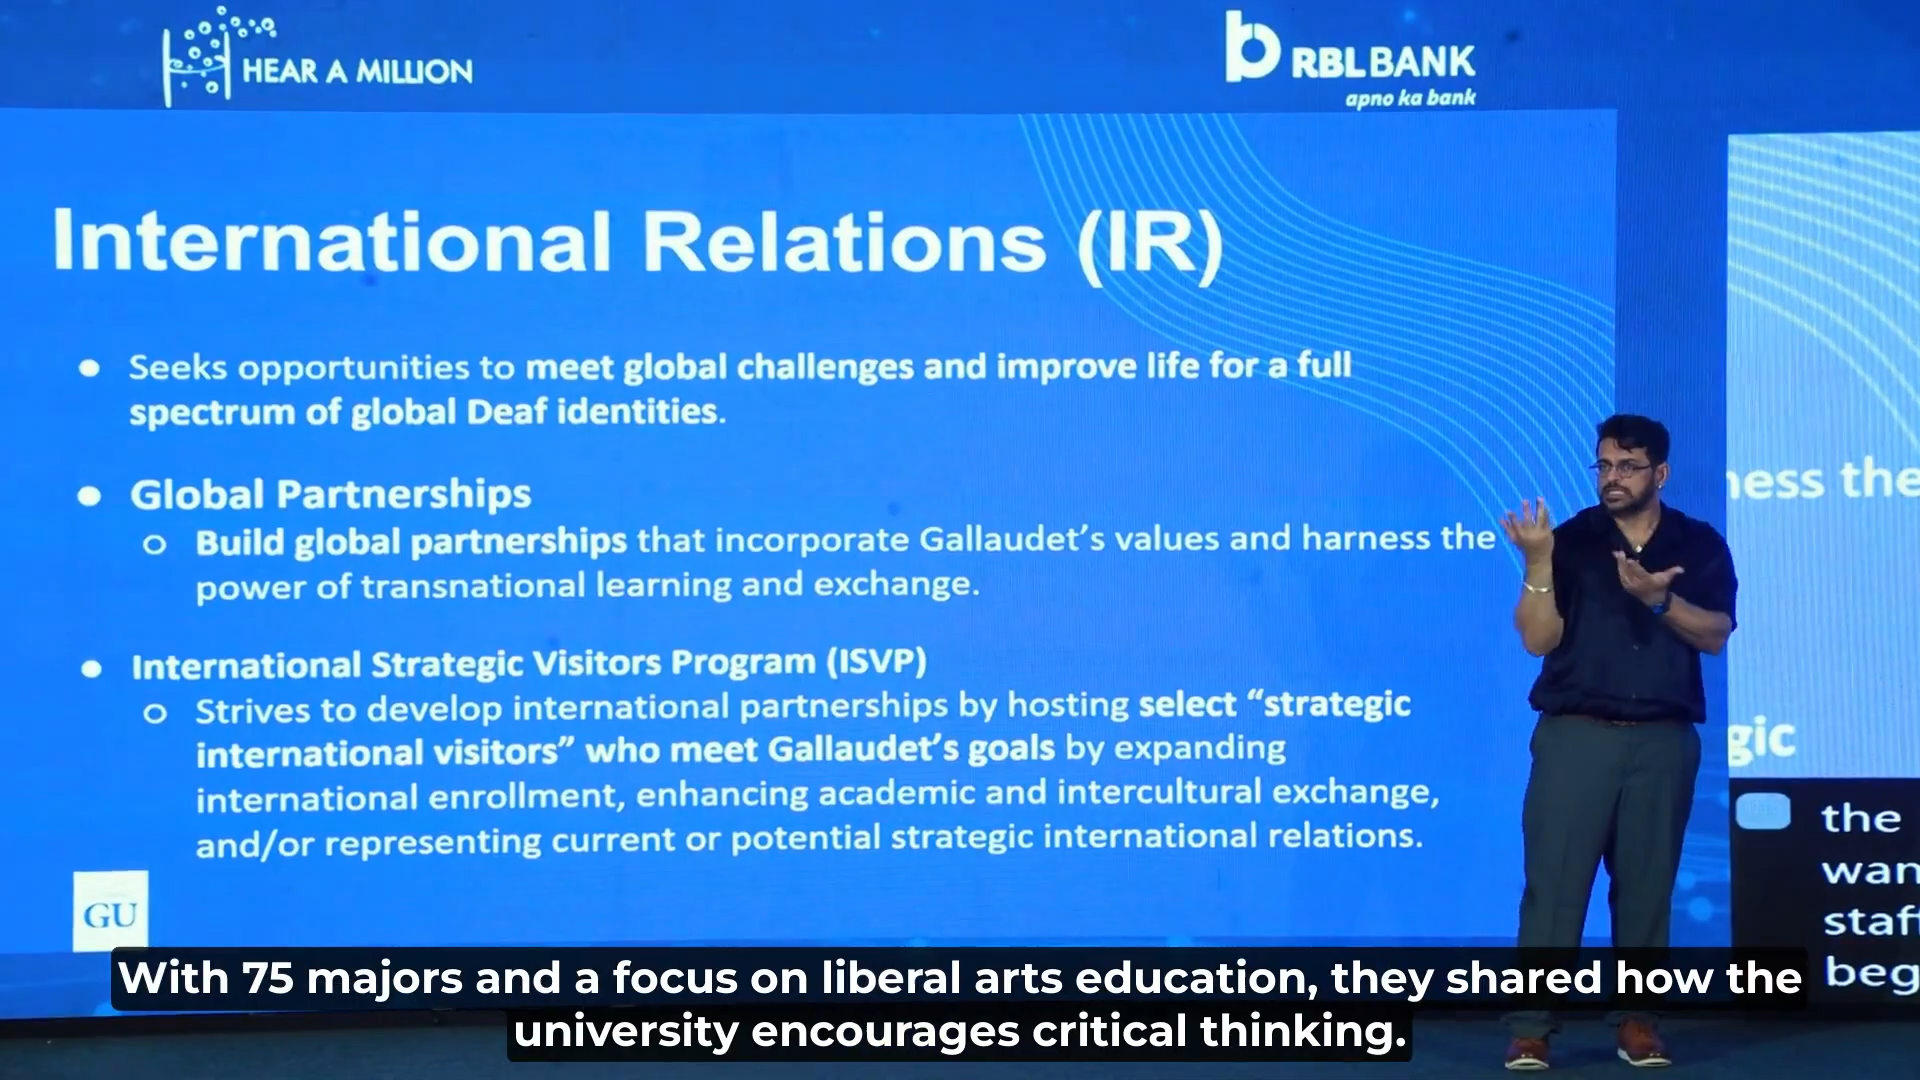 HEAR A MILLION
RBL BANK
apno ka bank
International Relations (IR)
Seeks opportunities to meet global challenges and improve life for a full
spectrum of global Deaf identities.
Global Partnerships
Build global partnerships that incorporate Gallaudet's values and harness the
power of transnational learning and exchange.
International Strategic Visitors Program (ISVP)
Strives to develop international partnerships by hosting select “strategic
international visitors” who meet Gallaudet's goals by expanding
international enrollment, enhancing academic and intercultural exchange,
and/or representing current or potential strategic international relations.
GU
ness the
gic
the
wan
staf
beg
With 75 majors and a focus on liberal arts education, they shared how the
university encourages critical thinking.